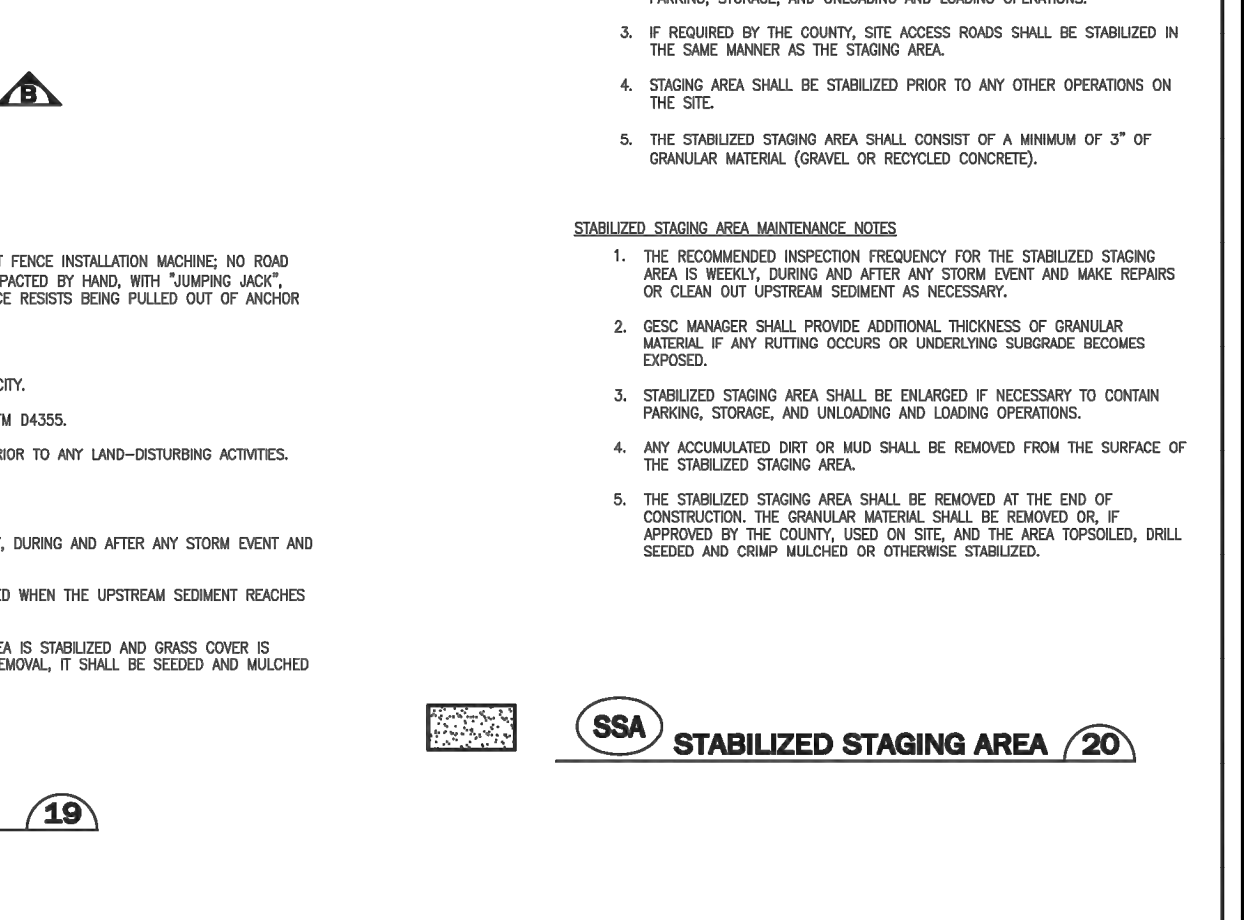 B
T FENCE INSTALLATION MACHINE; NO ROAD
PACTED BY HAND, WITH "JUMPING JACK",
CE RESISTS BEING PULLED OUT OF ANCHOR
CITY.
TM D4355.
RIOR TO ANY LAND-DISTURBING ACTIVITIES.
, DURING AND AFTER ANY STORM EVENT AND
ED WHEN THE UPSTREAM SEDIMENT REACHES
EA IS STABILIZED AND GRASS COVER IS
EMOVAL, IT SHALL BE SEEDED AND MULCHED
19
PARKING, STORAGE, AND UNLOADING AND LOADING OPERATIONS.
3. IF REQUIRED BY THE COUNTY, SITE ACCESS ROADS SHALL BE STABILIZED IN
THE SAME MANNER AS THE STAGING AREA.
4. STAGING AREA SHALL BE STABILIZED PRIOR TO ANY OTHER OPERATIONS ON
THE SITE.
5. THE STABILIZED STAGING AREA SHALL CONSIST OF A MINIMUM OF 3" OF
GRANULAR MATERIAL (GRAVEL OR RECYCLED CONCRETE).
STABILIZED STAGING AREA MAINTENANCE NOTES
1. THE RECOMMENDED INSPECTION FREQUENCY FOR THE STABILIZED STAGING
AREA IS WEEKLY, DURING AND AFTER ANY STORM EVENT AND MAKE REPAIRS
OR CLEAN OUT UPSTREAM SEDIMENT AS NECESSARY.
2. GESC MANAGER SHALL PROVIDE ADDITIONAL THICKNESS OF GRANULAR
MATERIAL IF ANY RUTTING OCCURS OR UNDERLYING SUBGRADE BECOMES
EXPOSED.
3. STABILIZED STAGING AREA SHALL BE ENLARGED IF NECESSARY TO CONTAIN
PARKING, STORAGE, AND UNLOADING AND LOADING OPERATIONS.
4. ANY ACCUMULATED DIRT OR MUD SHALL BE REMOVED FROM THE SURFACE OF
THE STABILIZED STAGING AREA.
5. THE STABILIZED STAGING AREA SHALL BE REMOVED AT THE END OF
CONSTRUCTION. THE GRANULAR MATERIAL SHALL BE REMOVED OR, IF
APPROVED BY THE COUNTY, USED ON SITE, AND THE AREA TOPSOILED, DRILL
SEEDED AND CRIMP MULCHED OR OTHERWISE STABILIZED.
SSA STABILIZED STAGING AREA 20